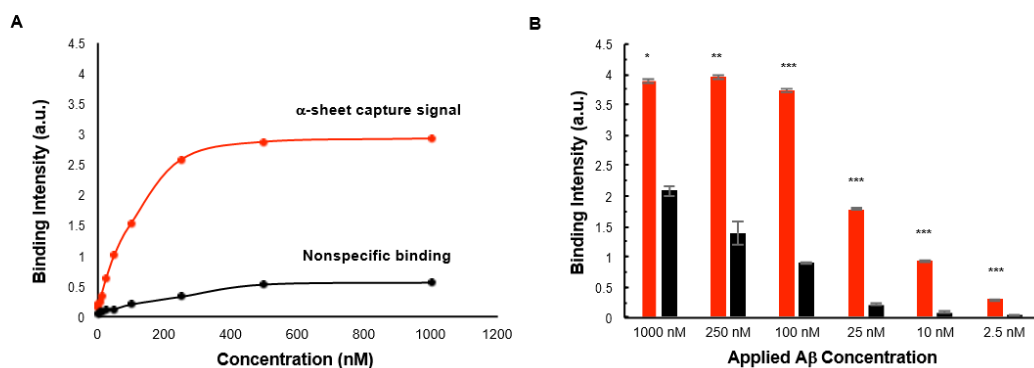 A
Binding Intensity (a.u.)
4.5
4
3.5
3
2.5
2
1.5
1
0.5
0
α-sheet capture signal
Nonspecific binding
0 200 400 600 800 1000 1200
Concentration (nM)
B
Binding Intensity (a.u.)
4.5
4
3.5
3
2.5
2
1.5
1
0.5
0
* ** *** *** *** ***
1000 nM 250 nM 100 nM 25 nM 10 nM 2.5 nM
Applied Aβ Concentration